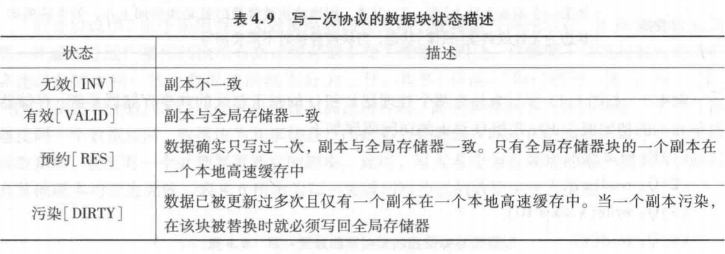 表 4.9 写一次协议的数据块状态描述
状态 描述
无效[INV] 副本不一致
有效[VALID] 副本与全局存储器一致
预约[RES] 数据确实只写过一次，副本与全局存储器一致。只有全局存储器块的一个副本在
一个本地高速缓存中
污染[DIRTY] 数据已被更新过多次且仅有一个副本在一个本地高速缓存中。当一个副本污染，
在该块被替换时就必须写回全局存储器